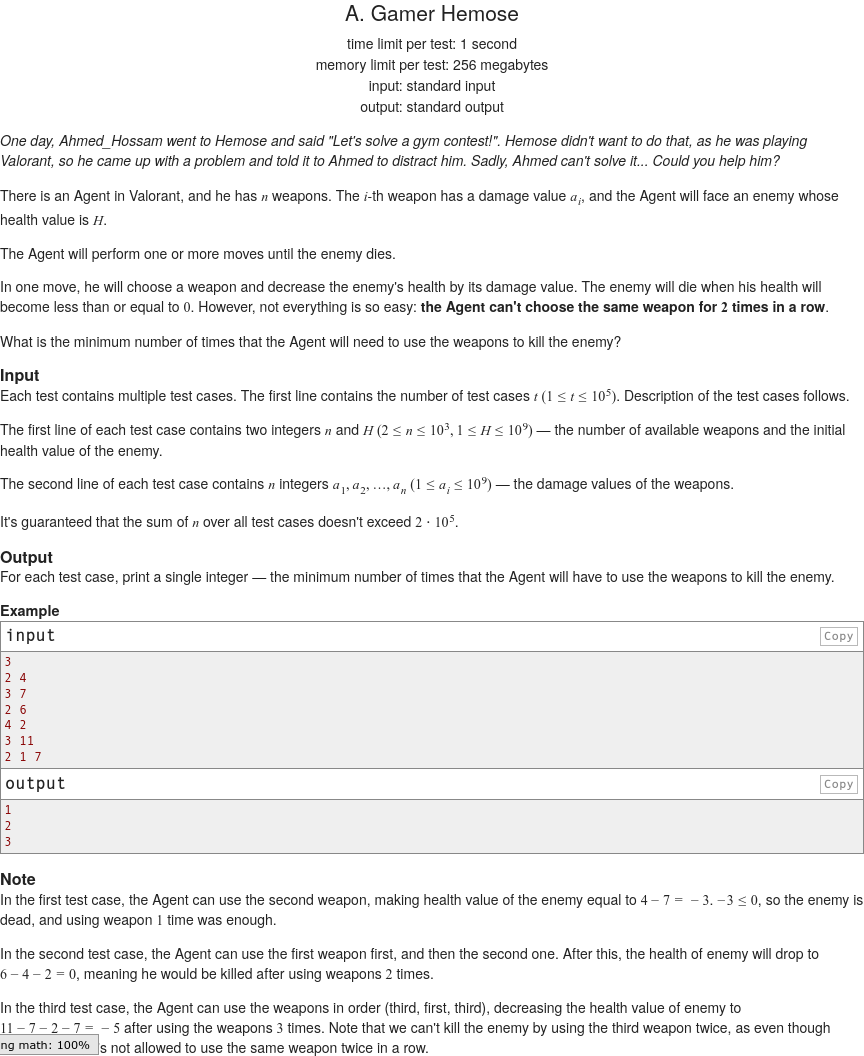 A. Gamer Hemose
time limit per test: 1 second
memory limit per test: 256 megabytes
input: standard input
output: standard output
One day, Ahmed_Hossam went to Hemose and said "Let's solve a gym contest!". Hemose didn't want to do that, as he was playing
Valorant, so he came up with a problem and told it to Ahmed to distract him. Sadly, Ahmed can't solve it... Could you help him?
There is an Agent in Valorant, and he has n weapons. The i-th weapon has a damage value a_i, and the Agent will face an enemy whose
health value is H.
The Agent will perform one or more moves until the enemy dies.
In one move, he will choose a weapon and decrease the enemy's health by its damage value. The enemy will die when his health will
become less than or equal to 0. However, not everything is so easy: the Agent can't choose the same weapon for 2 times in a row.
What is the minimum number of times that the Agent will need to use the weapons to kill the enemy?
Input
Each test contains multiple test cases. The first line contains the number of test cases t (1 ≤ t ≤ 10^5). Description of the test cases follows.
The first line of each test case contains two integers n and H (2 ≤ n ≤ 10^3, 1 ≤ H ≤ 10^9) — the number of available weapons and the initial
health value of the enemy.
The second line of each test case contains n integers a_1, a_2, …, a_n (1 ≤ a_i ≤ 10^9) — the damage values of the weapons.
It's guaranteed that the sum of n over all test cases doesn't exceed 2 · 10^5.
Output
For each test case, print a single integer — the minimum number of times that the Agent will have to use the weapons to kill the enemy.
Example
input Copy
3
2 4
3 7
2 6
4 2
3 11
2 1 7
output Copy
1
2
3
Note
In the first test case, the Agent can use the second weapon, making health value of the enemy equal to 4 − 7 = − 3. −3 ≤ 0, so the enemy is
dead, and using weapon 1 time was enough.
In the second test case, the Agent can use the first weapon first, and then the second one. After this, the health of enemy will drop to
6 − 4 − 2 = 0, meaning he would be killed after using weapons 2 times.
In the third test case, the Agent can use the weapons in order (third, first, third), decreasing the health value of enemy to
11 − 7 − 2 − 7 = − 5 after using the weapons 3 times. Note that we can't kill the enemy by using the third weapon twice, as even though
ng math: 100% s not allowed to use the same weapon twice in a row.